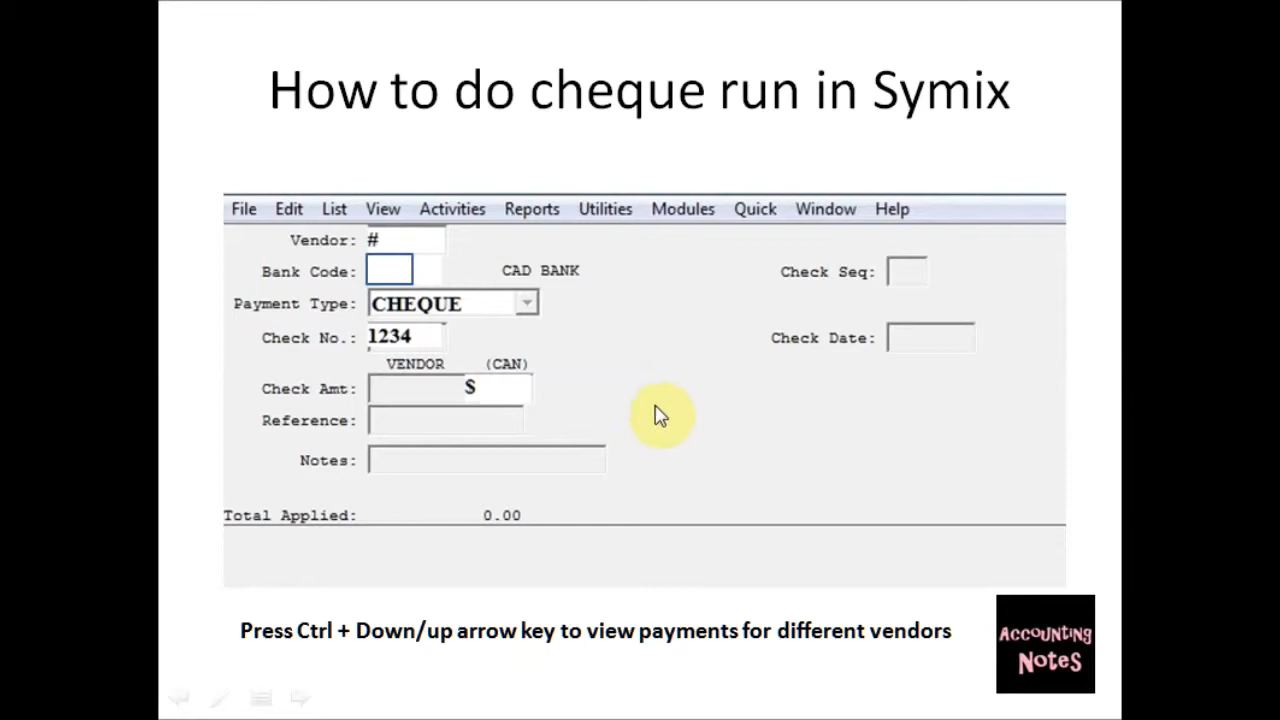 How to do cheque run in Symix
File Edit List View Activities Reports Utilities Modules Quick Window Help
Vendor: #
Bank Code: CAD BANK Check Seq:
Payment Type: CHEQUE
Check No.: 1234 Check Date:
VENDOR (CAN)
Check Amt: $
Reference:
Notes:
Total Applied: 0.00
Press Ctrl + Down/up arrow key to view payments for different vendors
ACCOUNTING
NOTES